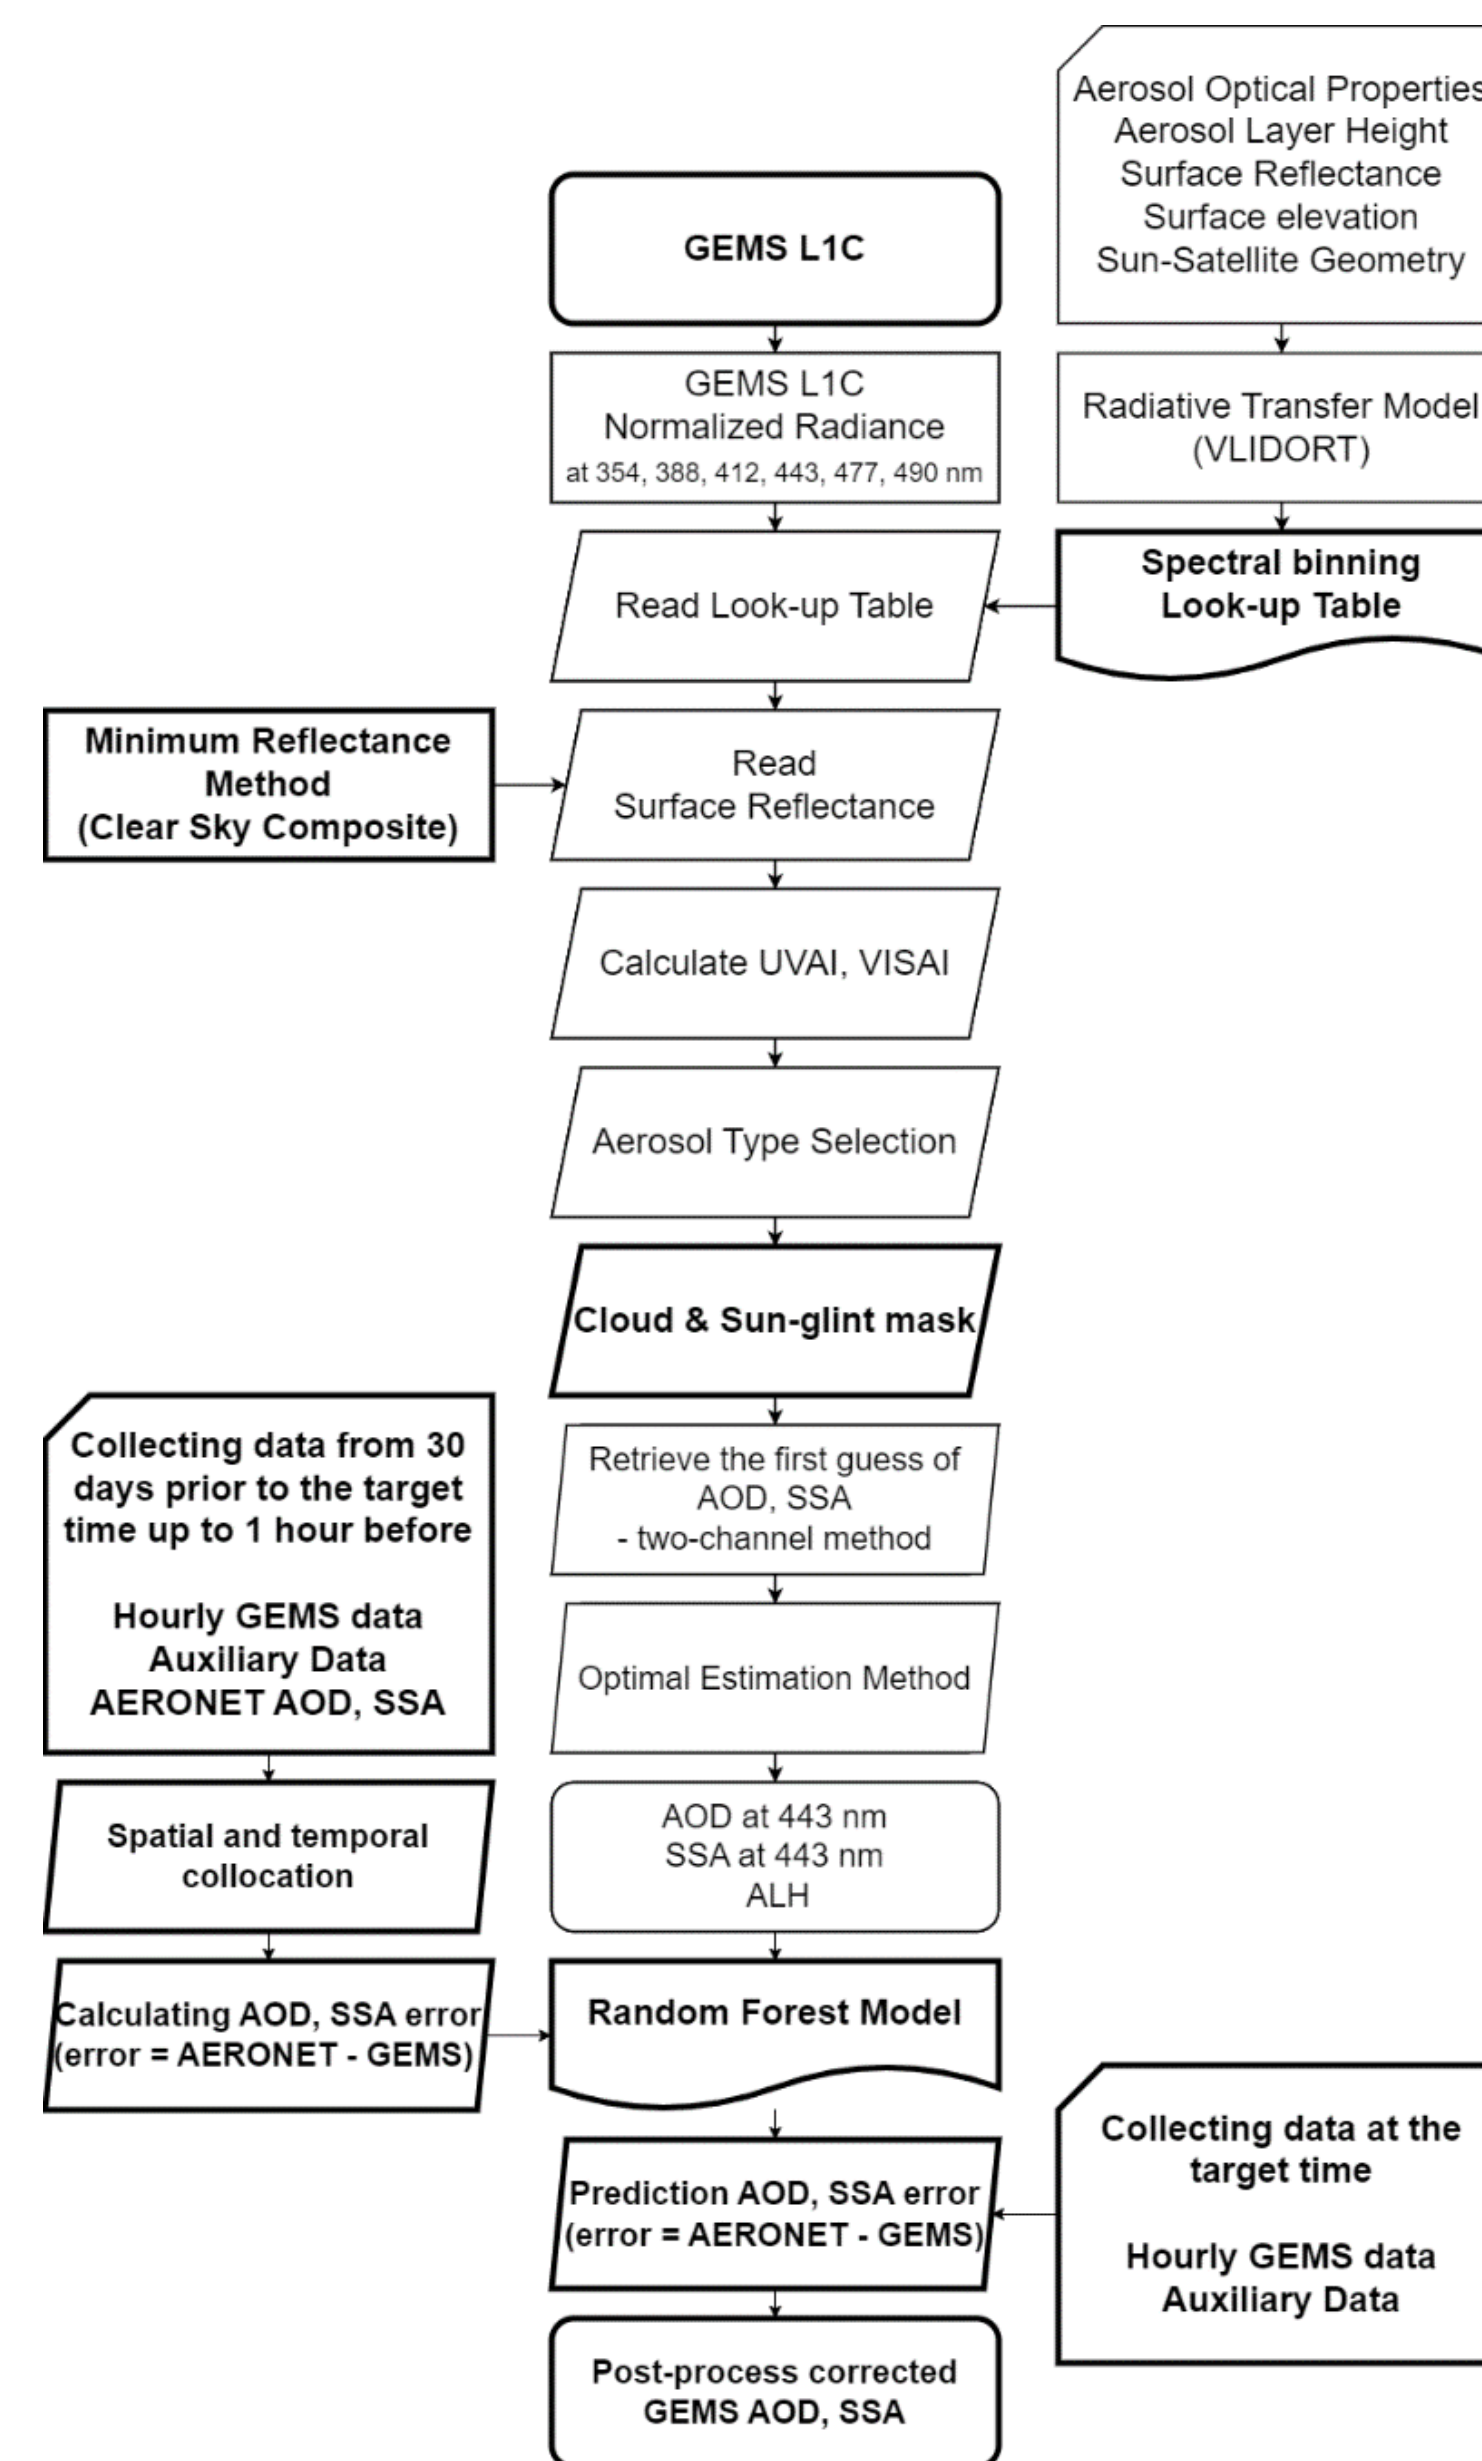 Aerosol Optical Properties
Aerosol Layer Height
Surface Reflectance
Surface elevation
Sun-Satellite Geometry
GEMS L1C
GEMS L1C
Normalized Radiance
at 354, 388, 412, 443, 477, 490 nm
Radiative Transfer Model
(VLIDORT)
Read Look-up Table
Spectral binning
Look-up Table
Minimum Reflectance
Method
(Clear Sky Composite)
Read
Surface Reflectance
Calculate UVAI, VISAI
Aerosol Type Selection
Cloud & Sun-glint mask
Collecting data from 30
days prior to the target
time up to 1 hour before
Hourly GEMS data
Auxiliary Data
AERONET AOD, SSA
Retrieve the first guess of
AOD, SSA
- two-channel method
Optimal Estimation Method
Spatial and temporal
collocation
AOD at 443 nm
SSA at 443 nm
ALH
Calculating AOD, SSA error
(error = AERONET - GEMS)
Random Forest Model
Prediction AOD, SSA error
(error = AERONET - GEMS)
Collecting data at the
target time
Hourly GEMS data
Auxiliary Data
Post-process corrected
GEMS AOD, SSA